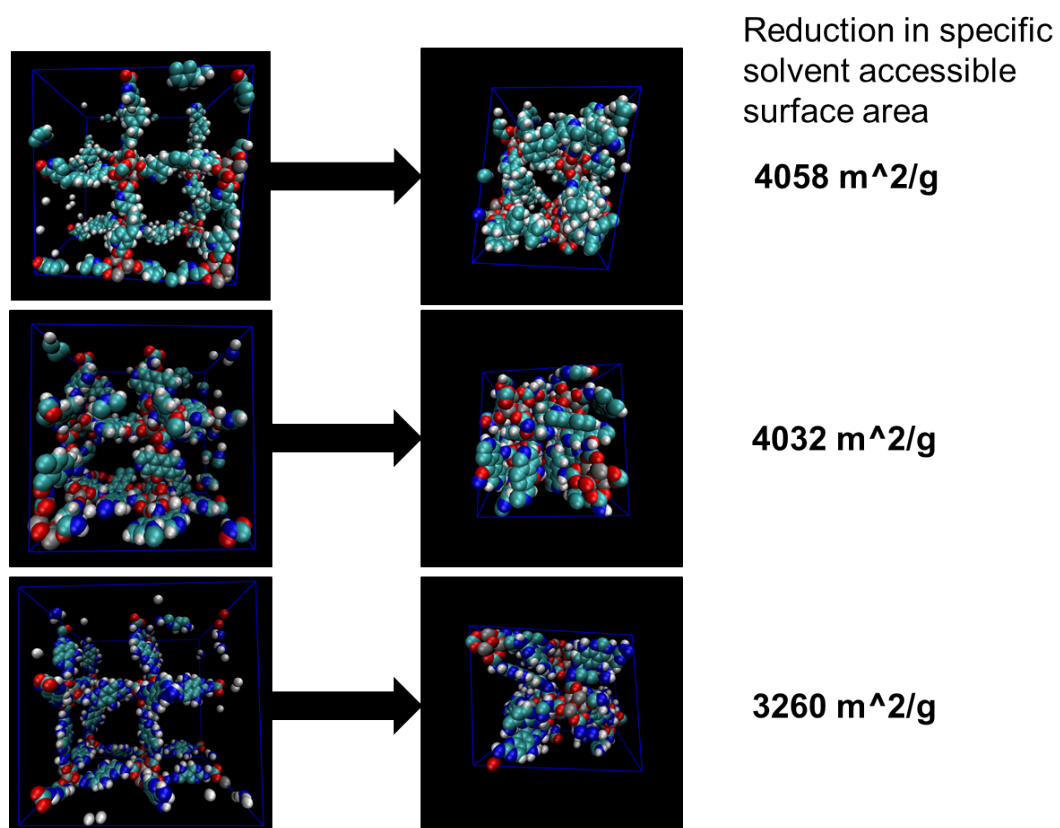 Reduction in specific
solvent accessible
surface area
4058 m^2/g
4032 m^2/g
3260 m^2/g